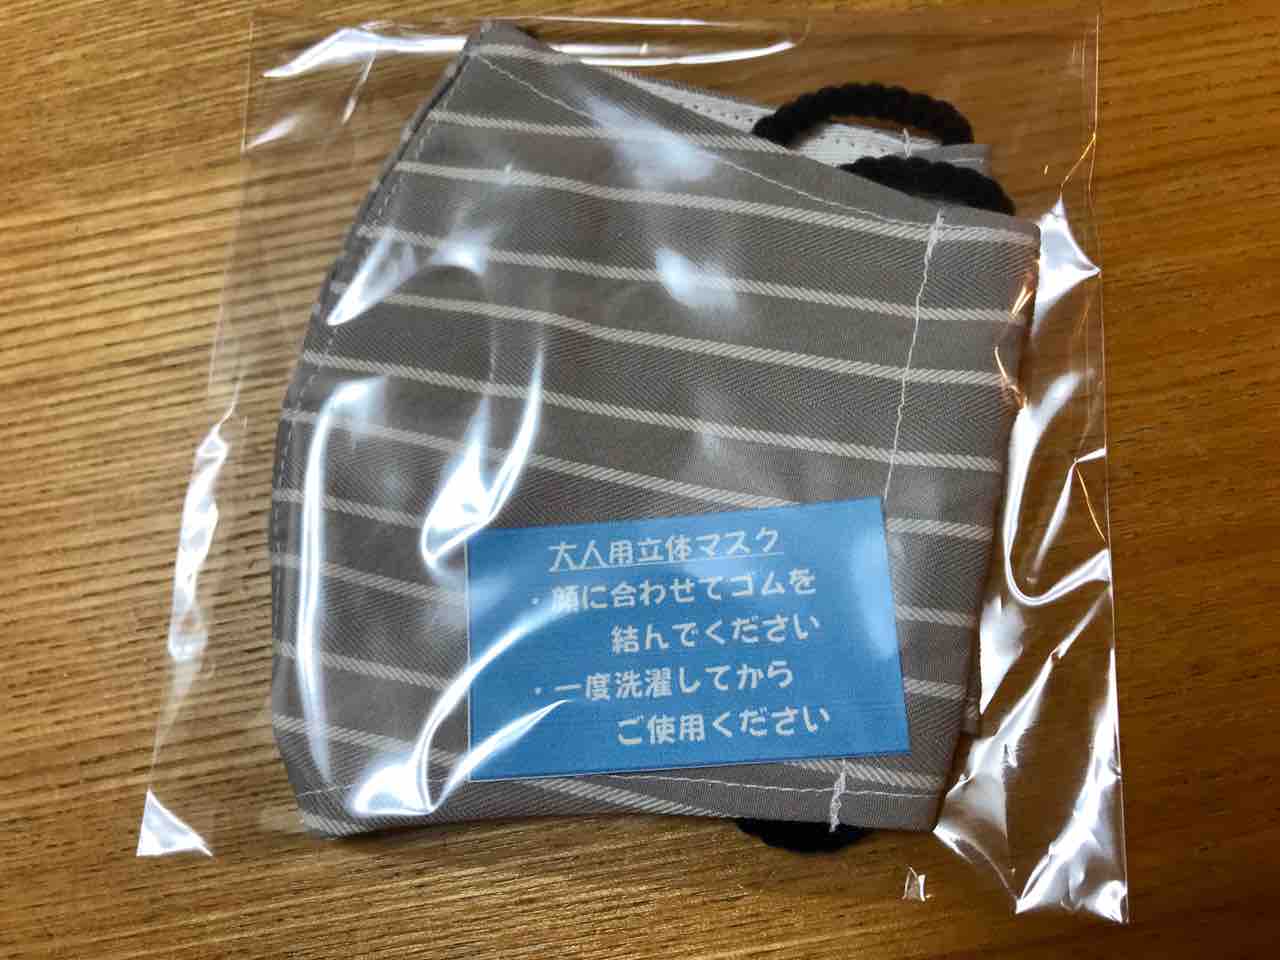 大人用立体マスク
・顔に合わせてゴムを
結んでください
・一度洗濯してから
ご使用ください